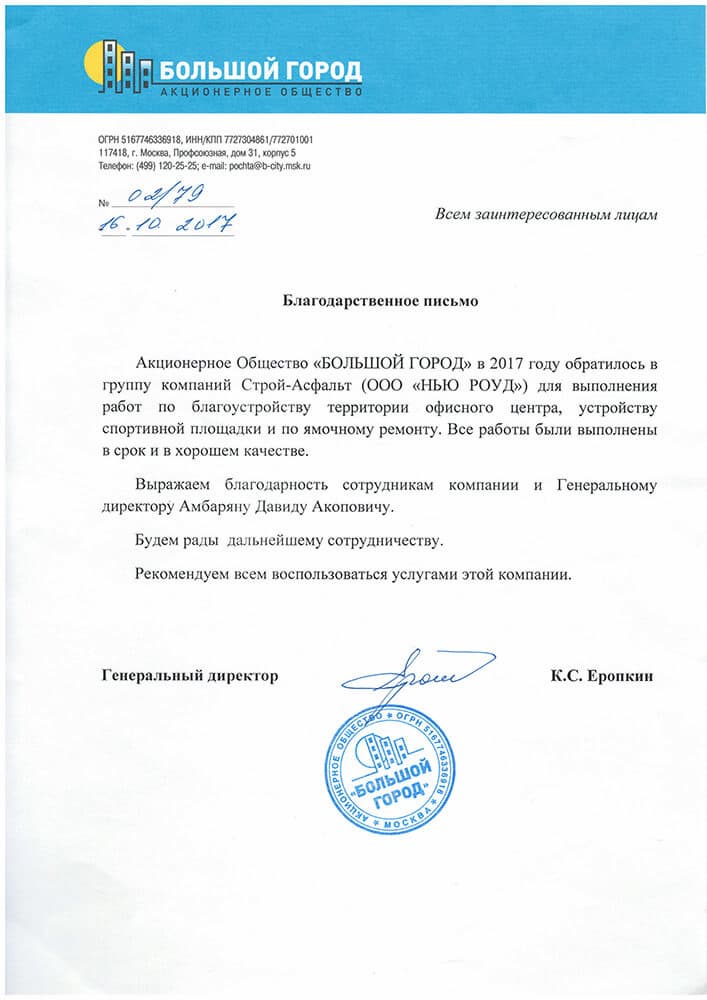 БОЛЬШОЙ ГОРОД
АКЦИОНЕРНОЕ ОБЩЕСТВО
ОГРН 5167746336918, ИНН/КПП 7727304861/772701001
117418, г. Москва, Профсоюзная, дом 31, корпус 5
Телефон: (499) 120-25-25; e-mail: pochta@b-city.msk.ru
№ 02/79
16.10.2017
Всем заинтересованным лицам
Благодарственное письмо
Акционерное Общество «БОЛЬШОЙ ГОРОД» в 2017 году обратилось в
группу компаний Строй-Асфальт (ООО «НЬЮ РОУД») для выполнения
работ по благоустройству территории офисного центра, устройству
спортивной площадки и по ямочному ремонту. Все работы были выполнены
в срок и в хорошем качестве.
Выражаем благодарность сотрудникам компании и Генеральному
директору Амбаряну Давиду Акоповичу.
Будем рады дальнейшему сотрудничеству.
Рекомендуем всем воспользоваться услугами этой компании.
Генеральный директор К.С. Еропкин
АКЦИОНЕРНОЕ ОБЩЕСТВО * ОГРН 5167746336918 * МОСКВА *
«БОЛЬШОЙ
ГОРОД»